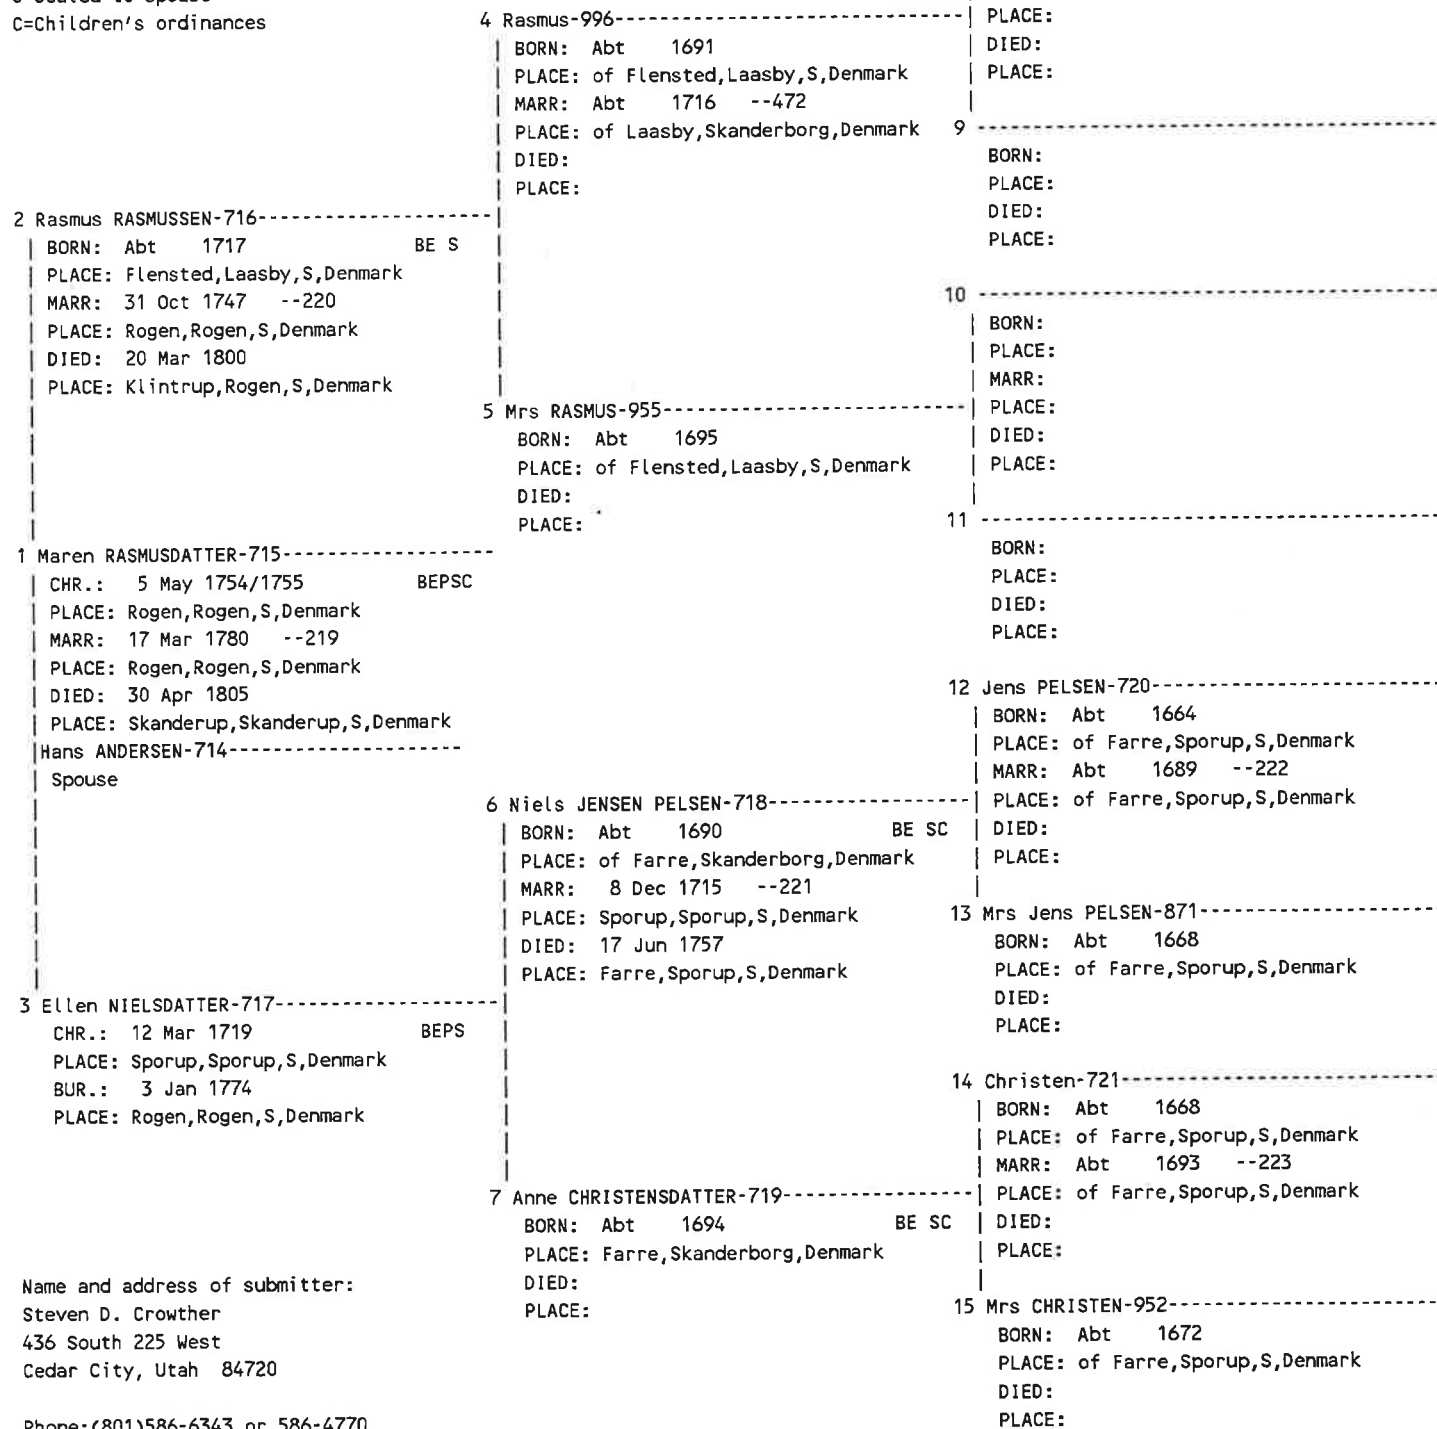 C=Children's ordinances
4 Rasmus-996
BORN: Abt 1691
PLACE: of Flensted,Laasby,S,Denmark
MARR: Abt 1716 --472
PLACE: of Laasby,Skanderborg,Denmark
DIED:
PLACE:
2 Rasmus RASMUSSEN-716
BORN: Abt 1717 BE S
PLACE: Flensted,Laasby,S,Denmark
MARR: 31 Oct 1747 --220
PLACE: Rogen,Rogen,S,Denmark
DIED: 20 Mar 1800
PLACE: Klintrup,Rogen,S,Denmark
5 Mrs RASMUS-955
BORN: Abt 1695
PLACE: of Flensted,Laasby,S,Denmark
DIED:
PLACE:
1 Maren RASMUSDATTER-715
CHR.: 5 May 1754/1755 BEPSC
PLACE: Rogen,Rogen,S,Denmark
MARR: 17 Mar 1780 --219
PLACE: Rogen,Rogen,S,Denmark
DIED: 30 Apr 1805
PLACE: Skanderup,Skanderup,S,Denmark
Hans ANDERSEN-714
Spouse
6 Niels JENSEN PELSEN-718
BORN: Abt 1690 BE SC
PLACE: of Farre,Skanderborg,Denmark
MARR: 8 Dec 1715 --221
PLACE: Sporup,Sporup,S,Denmark
DIED: 17 Jun 1757
PLACE: Farre,Sporup,S,Denmark
3 Ellen NIELSDATTER-717
CHR.: 12 Mar 1719 BEPS
PLACE: Sporup,Sporup,S,Denmark
BUR.: 3 Jan 1774
PLACE: Rogen,Rogen,S,Denmark
7 Anne CHRISTENSDATTER-719
BORN: Abt 1694 BE SC
PLACE: Farre,Skanderborg,Denmark
DIED:
PLACE:
PLACE:
DIED:
PLACE:
9
BORN:
PLACE:
DIED:
PLACE:
10
BORN:
PLACE:
MARR:
PLACE:
DIED:
PLACE:
11
BORN:
PLACE:
DIED:
PLACE:
12 Jens PELSEN-720
BORN: Abt 1664
PLACE: of Farre,Sporup,S,Denmark
MARR: Abt 1689 --222
PLACE: of Farre,Sporup,S,Denmark
DIED:
PLACE:
13 Mrs Jens PELSEN-871
BORN: Abt 1668
PLACE: of Farre,Sporup,S,Denmark
DIED:
PLACE:
14 Christen-721
BORN: Abt 1668
PLACE: of Farre,Sporup,S,Denmark
MARR: Abt 1693 --223
PLACE: of Farre,Sporup,S,Denmark
DIED:
PLACE:
15 Mrs CHRISTEN-952
BORN: Abt 1672
PLACE: of Farre,Sporup,S,Denmark
DIED:
PLACE:
Name and address of submitter:
Steven D. Crowther
436 South 225 West
Cedar City, Utah 84720
Phone:(801)586-6343 or 586-4770